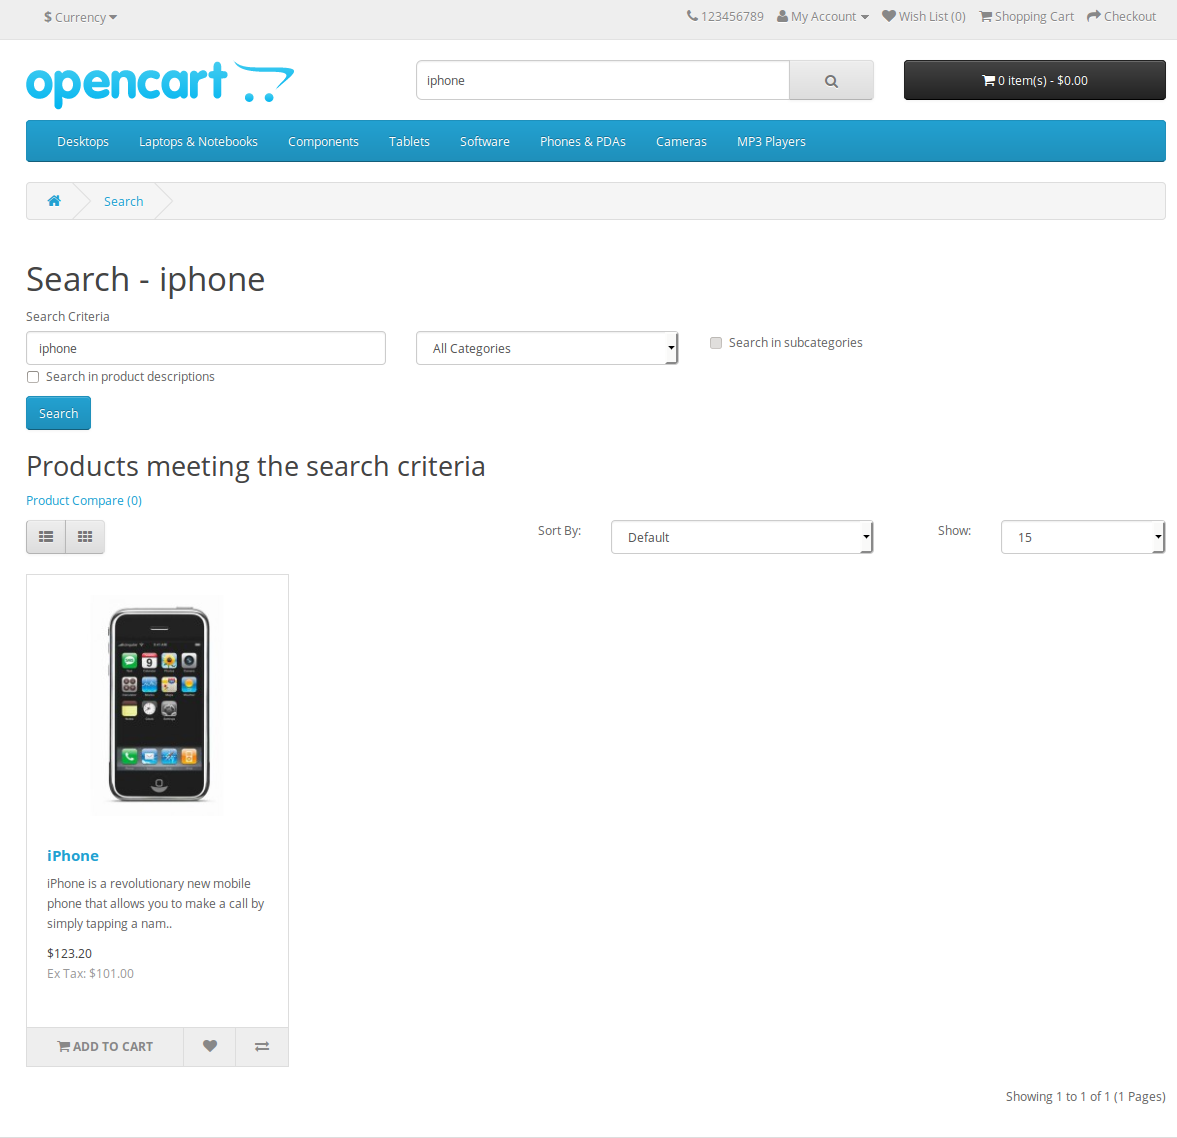 $ Currency
123456789 My Account Wish List (0) Shopping Cart Checkout
opencart
iphone
0 item(s) - $0.00
Desktops Laptops & Notebooks Components Tablets Software Phones & PDAs Cameras MP3 Players
Search
Search - iphone
Search Criteria
iphone
All Categories
Search in subcategories
Search in product descriptions
Search
Products meeting the search criteria
Product Compare (0)
Sort By: Default Show: 15
iPhone
iPhone is a revolutionary new mobile
phone that allows you to make a call by
simply tapping a nam..
$123.20
Ex Tax: $101.00
ADD TO CART
Showing 1 to 1 of 1 (1 Pages)